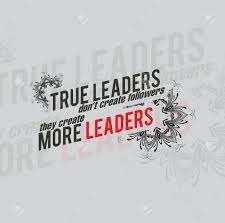 TRUE LEADERS
don't create followers
they create
MORE LEADERS